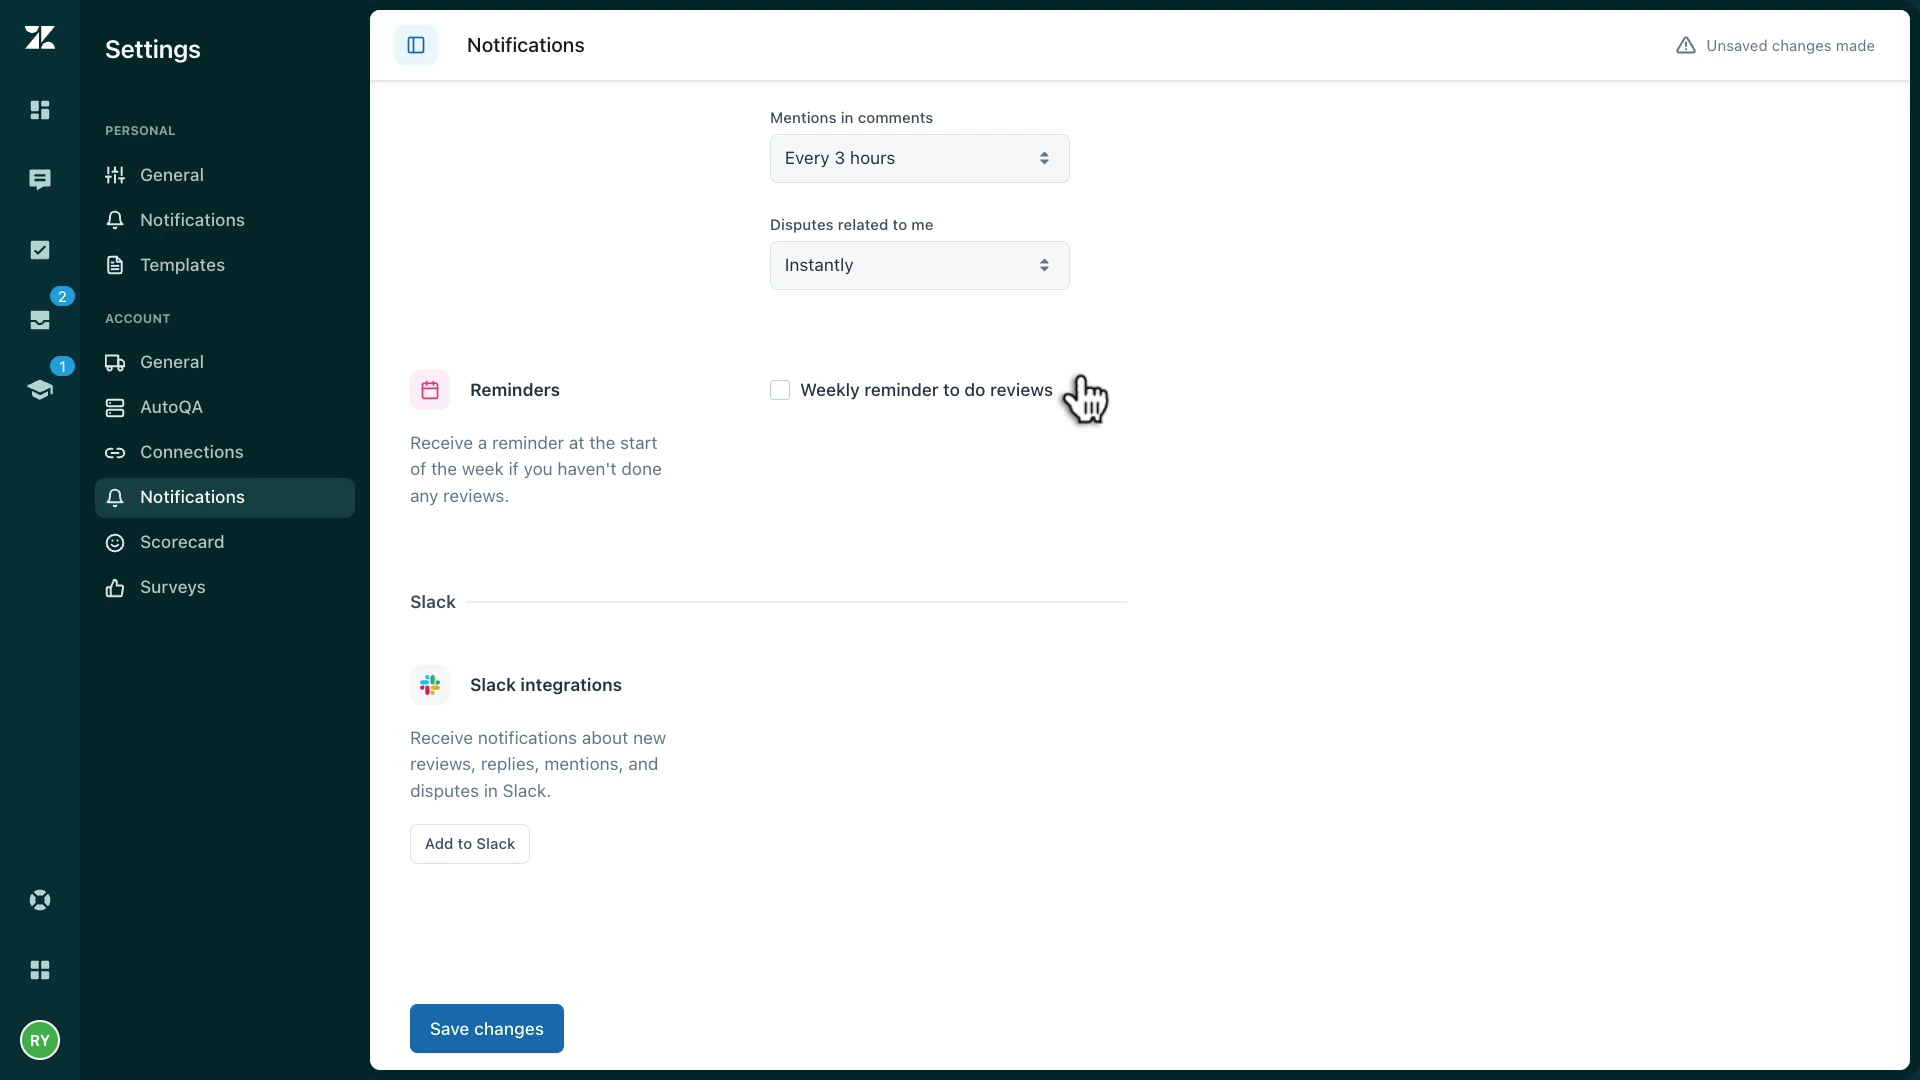 Settings
PERSONAL
General
Notifications
Templates
ACCOUNT
General
AutoQA
Connections
Notifications
Scorecard
Surveys
2
1
RY
Notifications
Unsaved changes made
Mentions in comments
Every 3 hours
Disputes related to me
Instantly
Reminders
Weekly reminder to do reviews
Receive a reminder at the start
of the week if you haven't done
any reviews.
Slack
Slack integrations
Receive notifications about new
reviews, replies, mentions, and
disputes in Slack.
Add to Slack
Save changes